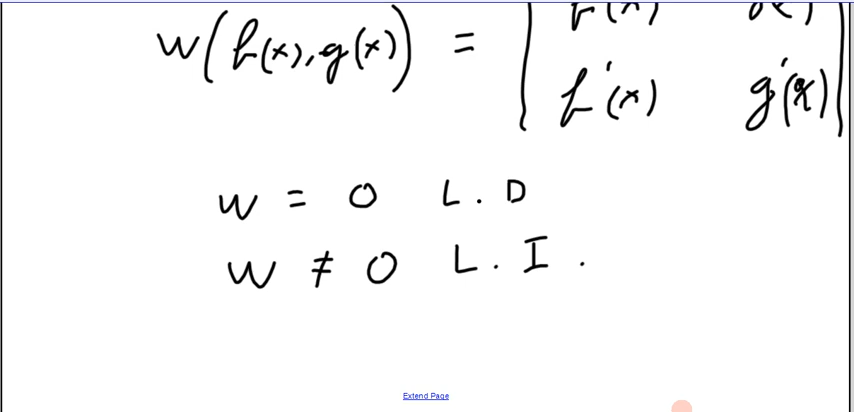 W(f(x), g(x)) = | f(x) g(x) |
| f'(x) g'(x) |
W = 0 L. D
W ≠ 0 L. I.
Extend Page